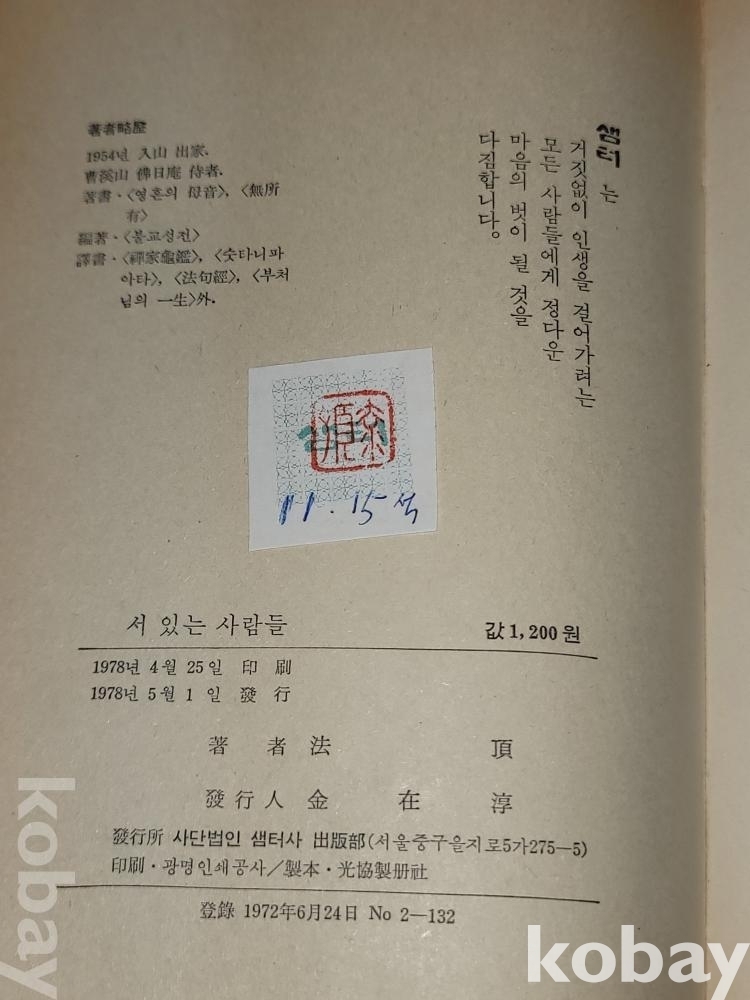 샘터는
거짓없이 인생을 걸어가려는
모든 사람들에게 정다운
마음의 벗이 될 것을
다짐합니다。
著者略歷
1954년 入山 出家.
曹溪山 佛日庵 侍者.
著書·〈영혼의 母音〉, 〈無所
有〉
編著·〈불교성전〉
譯書·〈禪家龜鑑〉, 〈숫타니파
아타〉, 〈法句經〉, 〈부처
님의 一生〉外.
11. 15 석
서 있는 사람들 값 1,200원
1978년 4월 25일 印刷
1978년 5월 1일 發行
著者 法頂
發行人 金在淳
發行所 사단법인 샘터사 出版部(서울중구을지로5가275—5)
印刷·광명인쇄공사/製本·光協製册社
登錄 1972年6月24日 No 2—132
kobay
kobay